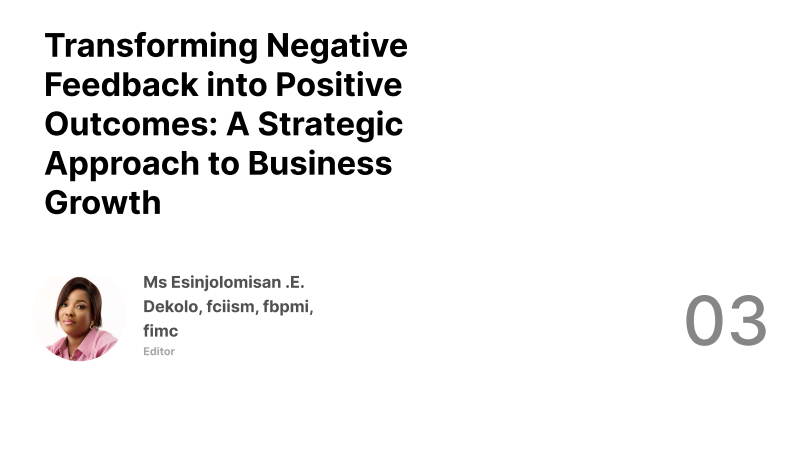 Transforming Negative
Feedback into Positive
Outcomes: A Strategic
Approach to Business
Growth
Ms Esinjolomisan .E.
Dekolo, fciism, fbpmi,
fimc
Editor
03